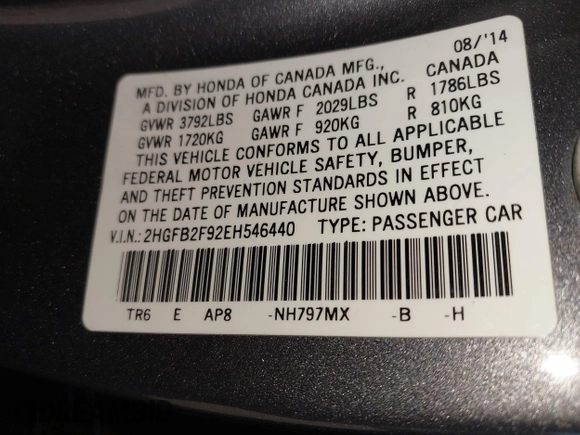 MFD. BY HONDA OF CANADA MFG., 08/'14
A DIVISION OF HONDA CANADA INC. CANADA
GVWR 3792LBS GAWR F 2029LBS R 1786LBS
GVWR 1720KG GAWR F 920KG R 810KG
THIS VEHICLE CONFORMS TO ALL APPLICABLE
FEDERAL MOTOR VEHICLE SAFETY, BUMPER,
AND THEFT PREVENTION STANDARDS IN EFFECT
ON THE DATE OF MANUFACTURE SHOWN ABOVE.
V.I.N.: 2HGFB2F92EH546440 TYPE: PASSENGER CAR
TR6 E AP8 -NH797MX -B -H